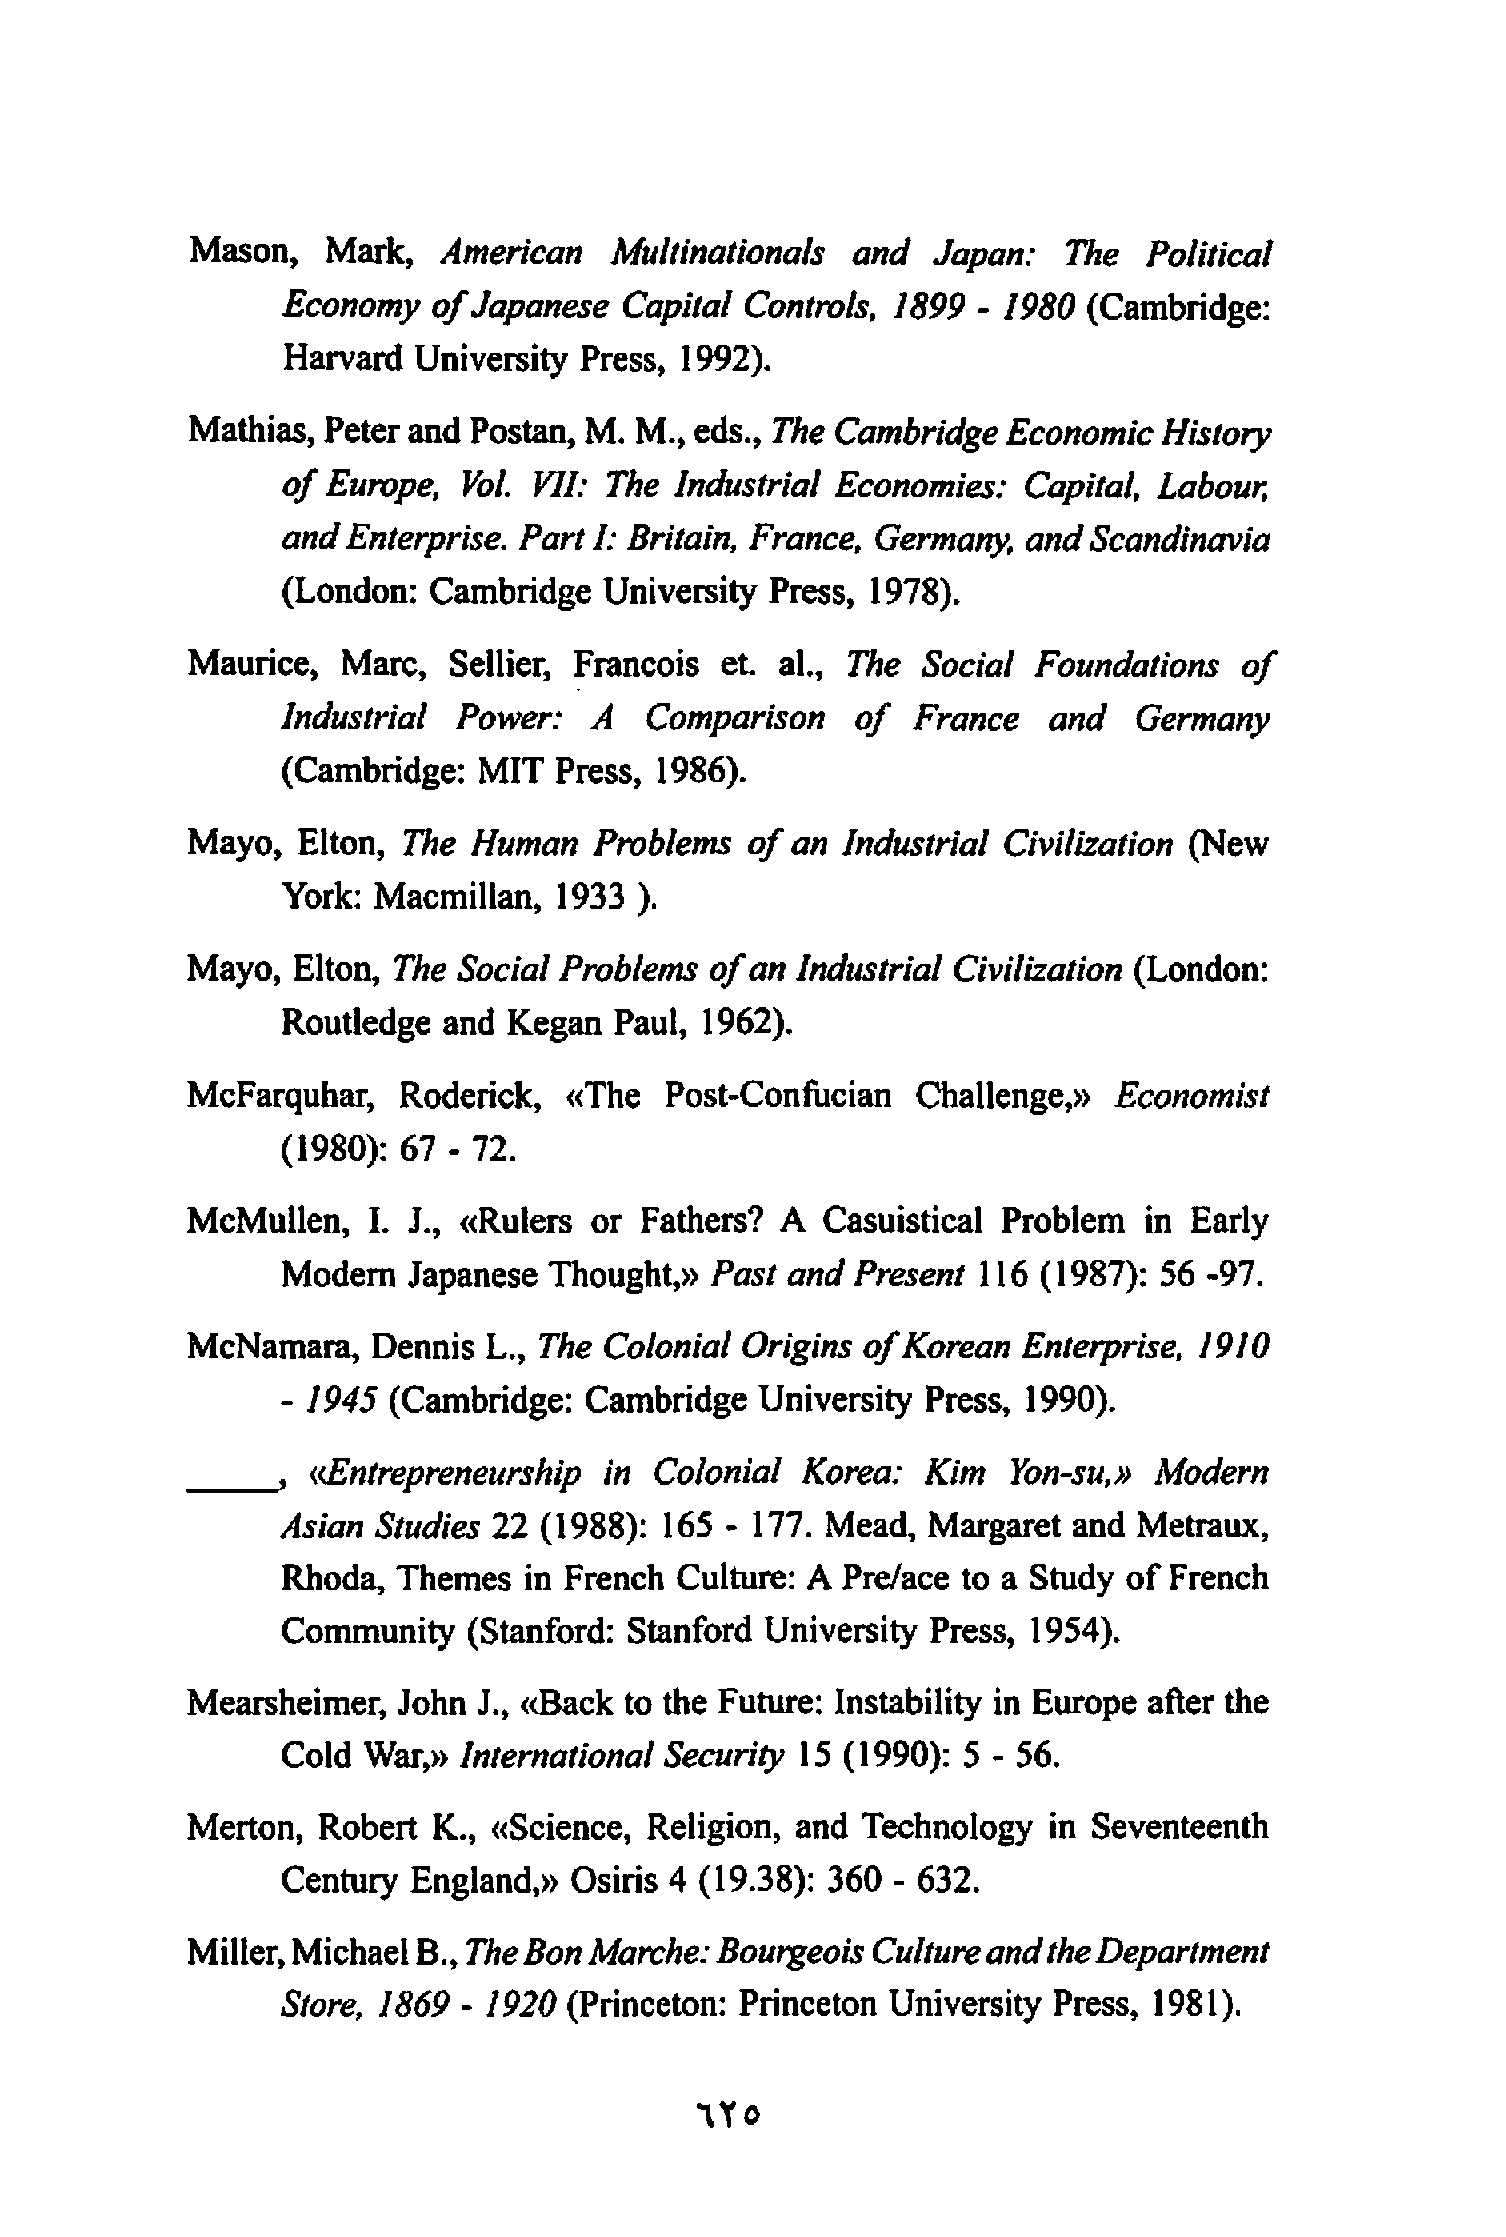 Mason, Mark, American Multinationals and Japan: The Political
Economy of Japanese Capital Controls, 1899 - 1980 (Cambridge:
Harvard University Press, 1992).
Mathias, Peter and Postan, M. M., eds., The Cambridge Economic History
of Europe, Vol. VII: The Industrial Economies: Capital, Labour,
and Enterprise. Part I: Britain, France, Germany, and Scandinavia
(London: Cambridge University Press, 1978).
Maurice, Marc, Sellier, Francois et. al., The Social Foundations of
Industrial Power: A Comparison of France and Germany
(Cambridge: MIT Press, 1986).
Mayo, Elton, The Human Problems of an Industrial Civilization (New
York: Macmillan, 1933 ).
Mayo, Elton, The Social Problems of an Industrial Civilization (London:
Routledge and Kegan Paul, 1962).
McFarquhar, Roderick, «The Post-Confucian Challenge,» Economist
(1980): 67 - 72.
McMullen, I. J., «Rulers or Fathers? A Casuistical Problem in Early
Modern Japanese Thought,» Past and Present 116 (1987): 56 -97.
McNamara, Dennis L., The Colonial Origins of Korean Enterprise, 1910
- 1945 (Cambridge: Cambridge University Press, 1990).
_____, «Entrepreneurship in Colonial Korea: Kim Yon-su,» Modern
Asian Studies 22 (1988): 165 - 177. Mead, Margaret and Metraux,
Rhoda, Themes in French Culture: A Pre/ace to a Study of French
Community (Stanford: Stanford University Press, 1954).
Mearsheimer, John J., «Back to the Future: Instability in Europe after the
Cold War,» International Security 15 (1990): 5 - 56.
Merton, Robert K., «Science, Religion, and Technology in Seventeenth
Century England,» Osiris 4 (19.38): 360 - 632.
Miller, Michael B., The Bon Marche: Bourgeois Culture and the Department
Store, 1869 - 1920 (Princeton: Princeton University Press, 1981).
٦٢٥